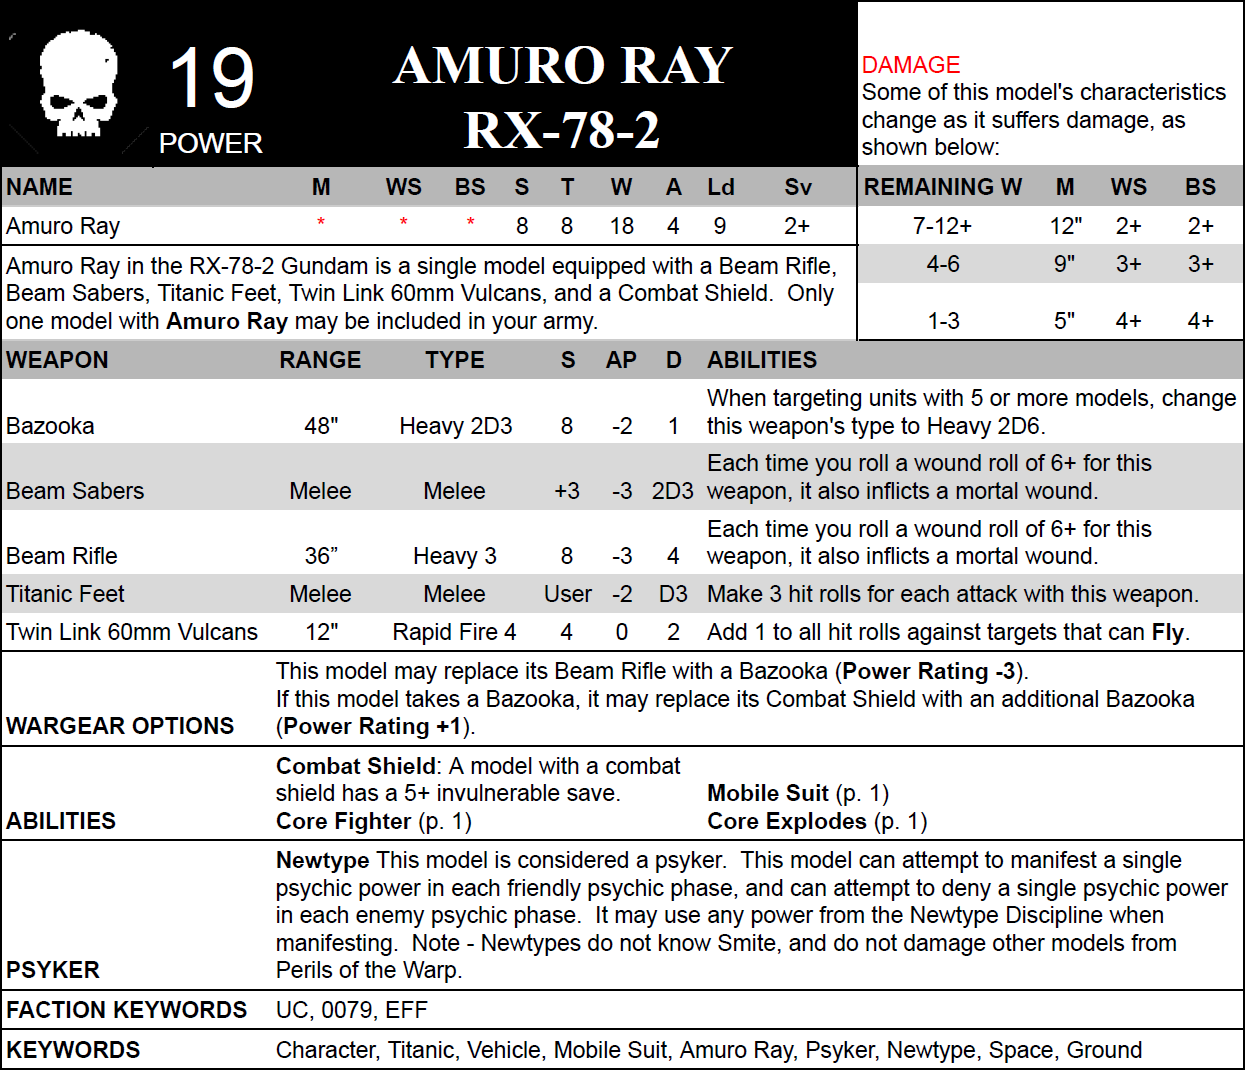 19
POWER
AMURO RAY
RX-78-2
DAMAGE
Some of this model's characteristics
change as it suffers damage, as
shown below:
NAME M WS BS S T W A Ld Sv
Amuro Ray * * * 8 8 18 4 9 2+
REMAINING W M WS BS
7-12+ 12" 2+ 2+
4-6 9" 3+ 3+
1-3 5" 4+ 4+
Amuro Ray in the RX-78-2 Gundam is a single model equipped with a Beam Rifle,
Beam Sabers, Titanic Feet, Twin Link 60mm Vulcans, and a Combat Shield. Only
one model with Amuro Ray may be included in your army.
WEAPON RANGE TYPE S AP D ABILITIES
When targeting units with 5 or more models, change
Bazooka 48" Heavy 2D3 8 -2 1 this weapon's type to Heavy 2D6.
Each time you roll a wound roll of 6+ for this
Beam Sabers Melee Melee +3 -3 2D3 weapon, it also inflicts a mortal wound.
Each time you roll a wound roll of 6+ for this
Beam Rifle 36” Heavy 3 8 -3 4 weapon, it also inflicts a mortal wound.
Titanic Feet Melee Melee User -2 D3 Make 3 hit rolls for each attack with this weapon.
Twin Link 60mm Vulcans 12" Rapid Fire 4 4 0 2 Add 1 to all hit rolls against targets that can Fly.
WARGEAR OPTIONS
This model may replace its Beam Rifle with a Bazooka (Power Rating -3).
If this model takes a Bazooka, it may replace its Combat Shield with an additional Bazooka
(Power Rating +1).
ABILITIES
Combat Shield: A model with a combat
shield has a 5+ invulnerable save.
Core Fighter (p. 1)
Mobile Suit (p. 1)
Core Explodes (p. 1)
PSYKER
Newtype This model is considered a psyker. This model can attempt to manifest a single
psychic power in each friendly psychic phase, and can attempt to deny a single psychic power
in each enemy psychic phase. It may use any power from the Newtype Discipline when
manifesting. Note - Newtypes do not know Smite, and do not damage other models from
Perils of the Warp.
FACTION KEYWORDS UC, 0079, EFF
KEYWORDS Character, Titanic, Vehicle, Mobile Suit, Amuro Ray, Psyker, Newtype, Space, Ground